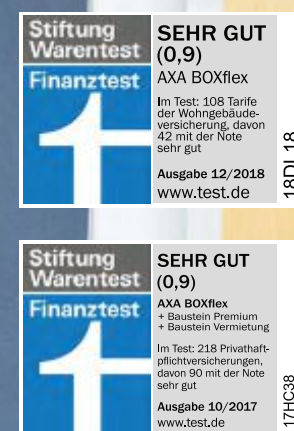 Stiftung
Warentest
Finanztest
SEHR GUT
(0,9)
AXA BOXflex
Im Test: 108 Tarife
der Wohngebäude-
versicherung, davon
42 mit der Note
sehr gut
Ausgabe 12/2018
www.test.de
18DL18
Stiftung
Warentest
Finanztest
SEHR GUT
(0,9)
AXA BOXflex
+ Baustein Premium
+ Baustein Vermietung
Im Test: 218 Privathaft-
pflichtversicherungen,
davon 90 mit der Note
sehr gut
Ausgabe 10/2017
www.test.de
17HC38